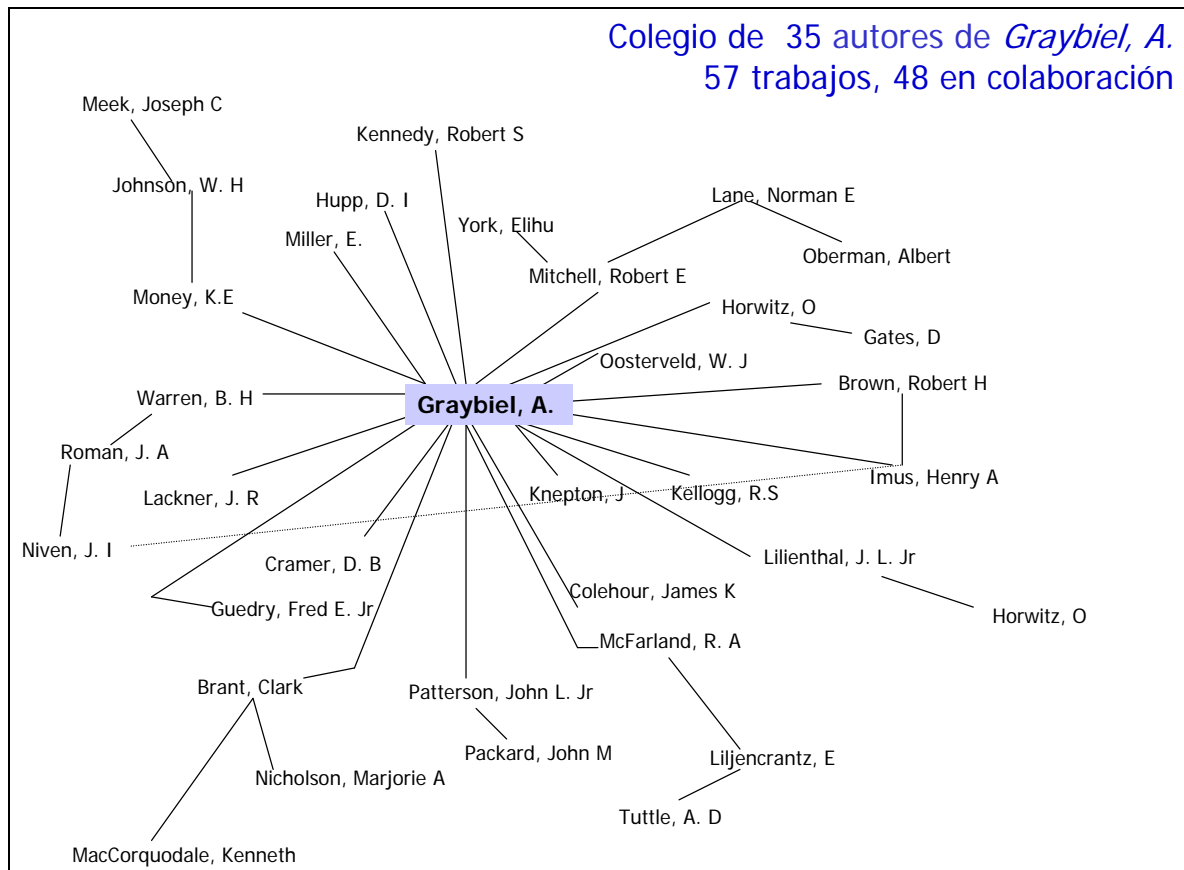 Colegio de 35 autores de Graybiel, A.
57 trabajos, 48 en colaboración
Meek, Joseph C
Kennedy, Robert S
Johnson, W. H
Hupp, D. I
Lane, Norman E
York, Elihu
Miller, E.
Oberman, Albert
Mitchell, Robert E
Money, K.E
Horwitz, O
Gates, D
Oosterveld, W. J
Brown, Robert H
Warren, B. H
Graybiel, A.
Roman, J. A
Imus, Henry A
Lackner, J. R
Knepton, J
Kellogg, R.S
Niven, J. I
Cramer, D. B
Lilienthal, J. L. Jr
Colehour, James K
Guedry, Fred E. Jr
Horwitz, O
McFarland, R. A
Brant, Clark
Patterson, John L. Jr
Packard, John M
Liljencrantz, E
Nicholson, Marjorie A
Tuttle, A. D
MacCorquodale, Kenneth